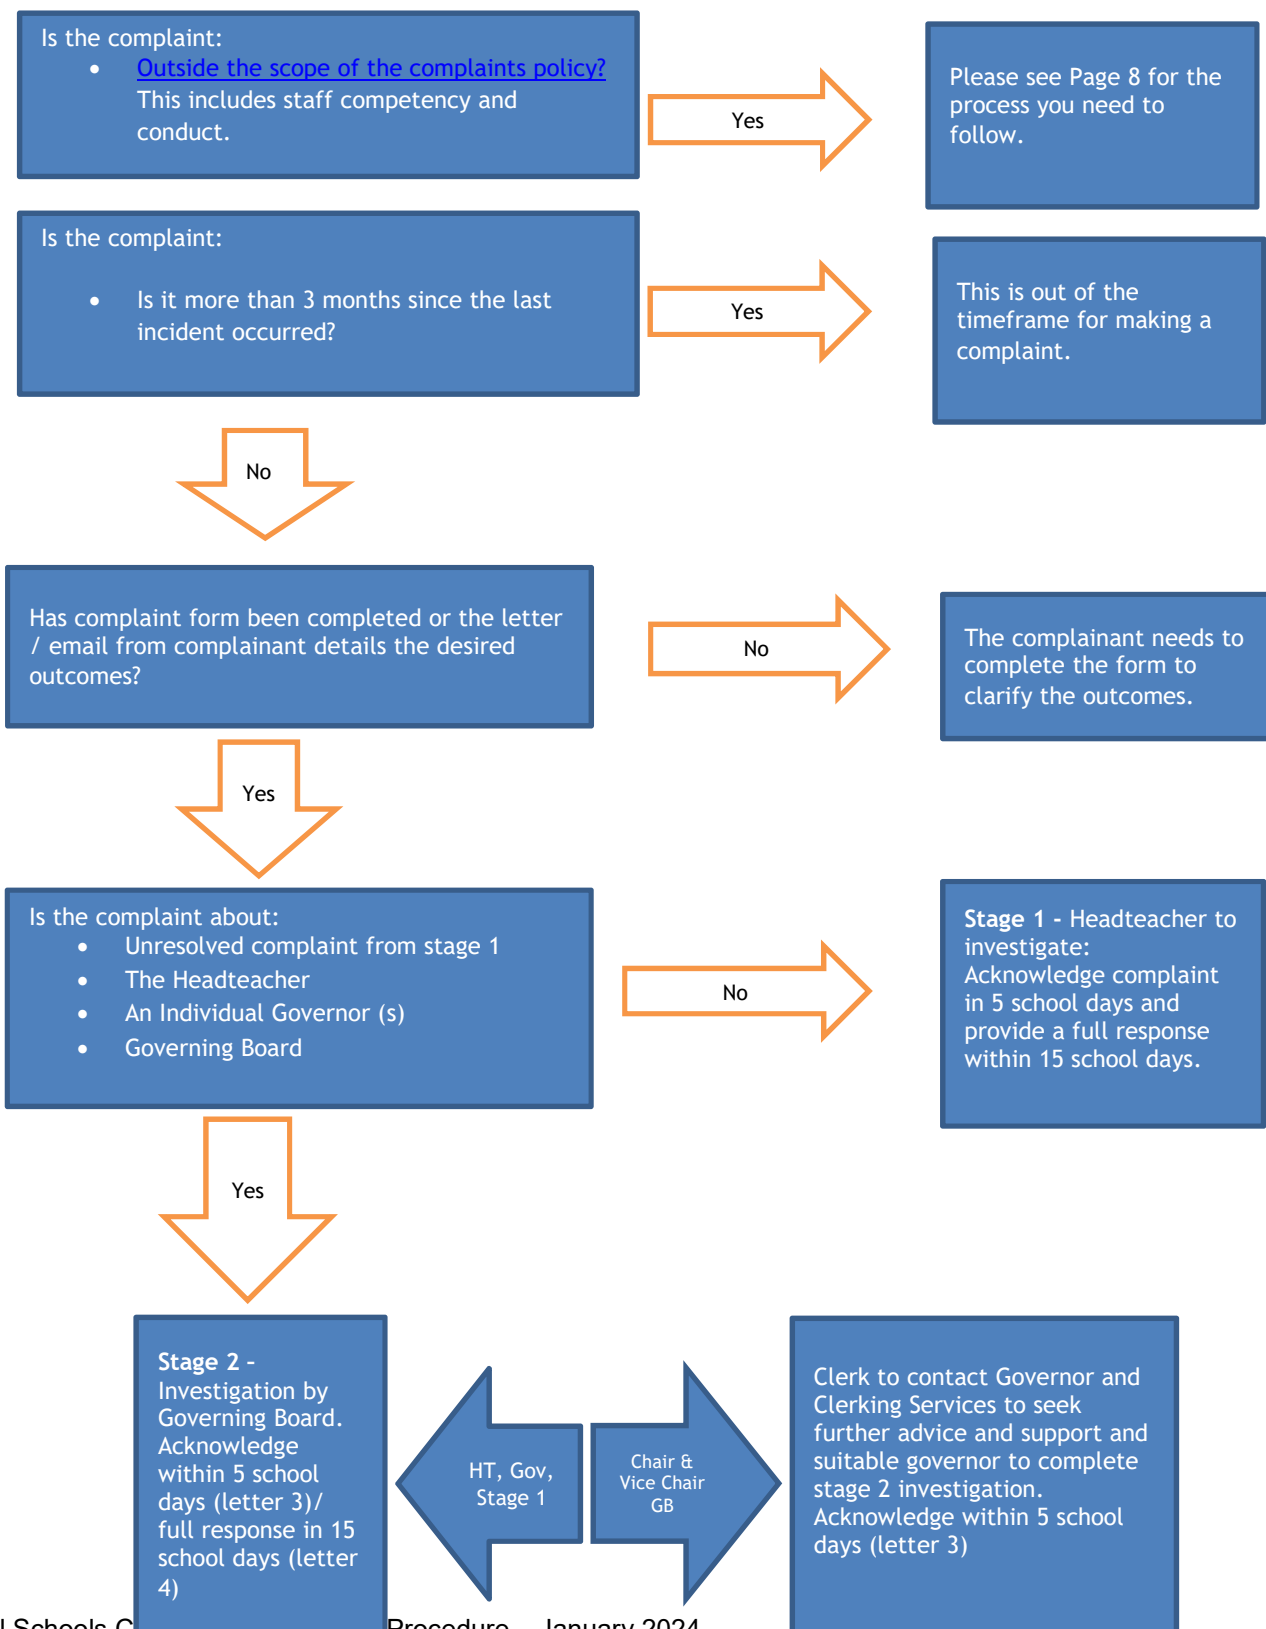 Is the complaint:
• Outside the scope of the complaints policy?
This includes staff competency and
conduct.
Yes
Please see Page 8 for the
process you need to
follow.
Is the complaint:
• Is it more than 3 months since the last
incident occurred?
Yes
This is out of the
timeframe for making a
complaint.
No
Has complaint form been completed or the letter
/ email from complainant details the desired
outcomes?
No
The complainant needs to
complete the form to
clarify the outcomes.
Yes
Is the complaint about:
• Unresolved complaint from stage 1
• The Headteacher
• An Individual Governor (s)
• Governing Board
No
Stage 1 - Headteacher to
investigate:
Acknowledge complaint
in 5 school days and
provide a full response
within 15 school days.
Yes
Stage 2 –
Investigation by
Governing Board.
Acknowledge
within 5 school
days (letter 3)/
full response in 15
school days (letter
4)
HT, Gov,
Stage 1
Chair &
Vice Chair
GB
Clerk to contact Governor and
Clerking Services to seek
further advice and support and
suitable governor to complete
stage 2 investigation.
Acknowledge within 5 school
days (letter 3)
Schools Procedure January 2024